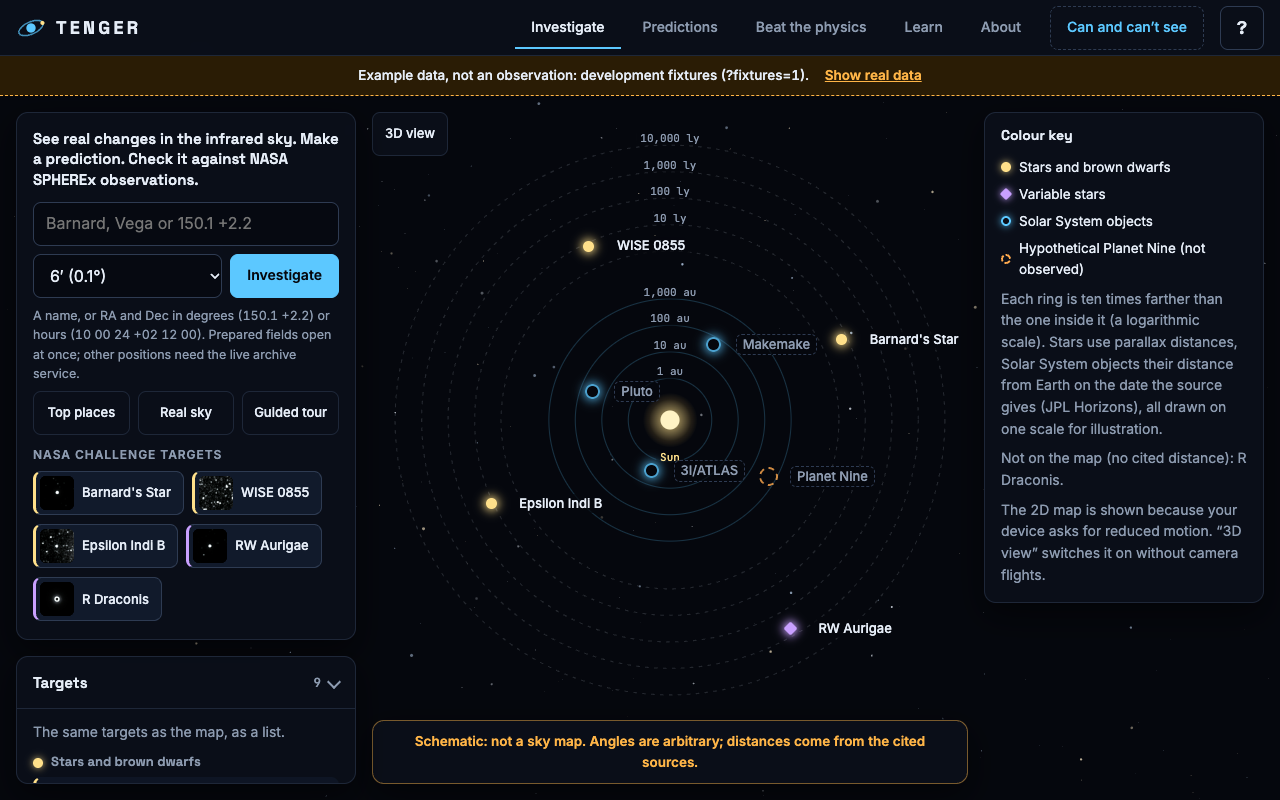 TENGER
Investigate
Predictions
Beat the physics
Learn
About
Can and can't see
?
Example data, not an observation: development fixtures (?fixtures=1). Show real data
See real changes in the infrared sky. Make
a prediction. Check it against NASA
SPHEREx observations.
Barnard, Vega or 150.1 +2.2
6′ (0.1°)
Investigate
A name, or RA and Dec in degrees (150.1 +2.2) or
hours (10 00 24 +02 12 00). Prepared fields open
at once; other positions need the live archive
service.
Top places
Real sky
Guided tour
NASA CHALLENGE TARGETS
Barnard's Star
WISE 0855
Epsilon Indi B
RW Aurigae
R Draconis
Targets
9
The same targets as the map, as a list.
Stars and brown dwarfs
3D view
10,000 ly
1,000 ly
100 ly
10 ly
WISE 0855
1,000 au
100 au
10 au
Makemake
Barnard's Star
1 au
Pluto
Sun
3I/ATLAS
Planet Nine
Epsilon Indi B
RW Aurigae
Schematic: not a sky map. Angles are arbitrary; distances come from the cited
sources.
Colour key
Stars and brown dwarfs
Variable stars
Solar System objects
Hypothetical Planet Nine (not
observed)
Each ring is ten times farther than
the one inside it (a logarithmic
scale). Stars use parallax distances,
Solar System objects their distance
from Earth on the date the source
gives (JPL Horizons), all drawn on
one scale for illustration.
Not on the map (no cited distance): R
Draconis.
The 2D map is shown because your
device asks for reduced motion. “3D
view” switches it on without camera
flights.